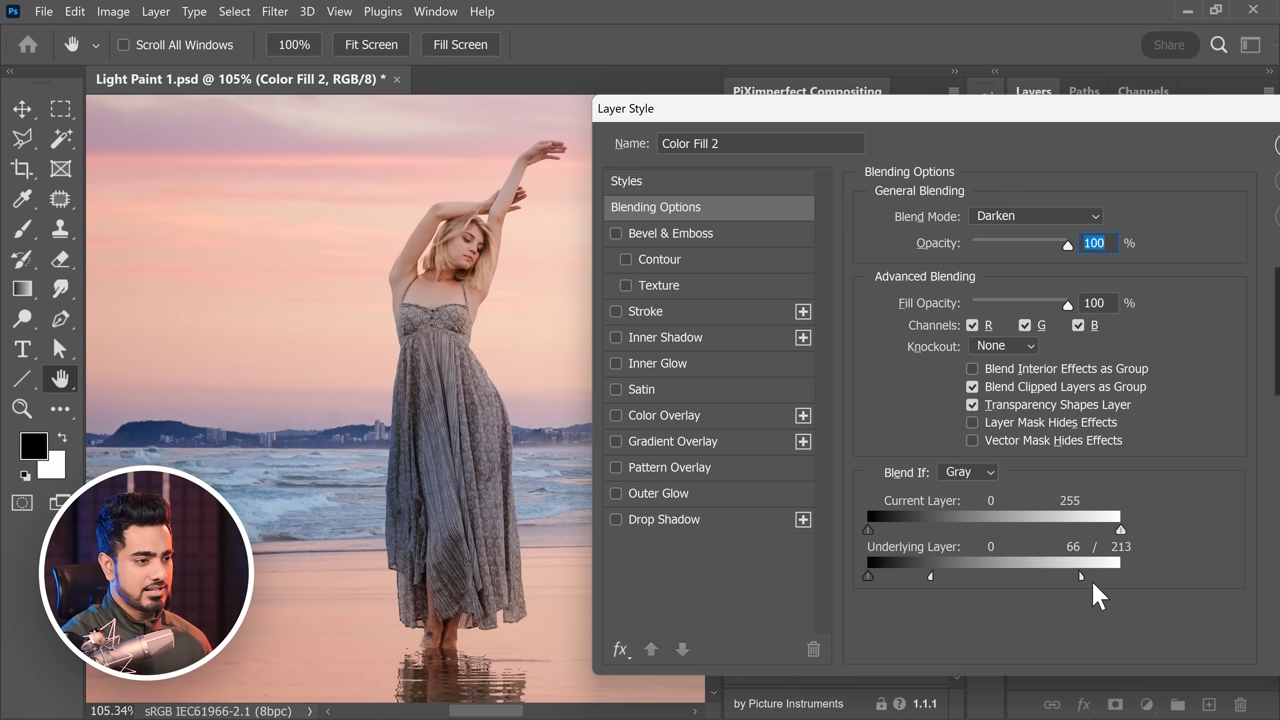 Ps File Edit Image Layer Type Select Filter 3D View Plugins Window Help
Scroll All Windows 100% Fit Screen Fill Screen Share
Light Paint 1.psd @ 105% (Color Fill 2, RGB/8) * ×
PiXimperfect Compositing
Layers Paths Channels
Layer Style
Name: Color Fill 2
Styles
Blending Options
Bevel & Emboss
Contour
Texture
Stroke
Inner Shadow
Inner Glow
Satin
Color Overlay
Gradient Overlay
Pattern Overlay
Outer Glow
Drop Shadow
fx
Blending Options
General Blending
Blend Mode: Darken
Opacity: 100 %
Advanced Blending
Fill Opacity: 100 %
Channels: R G B
Knockout: None
Blend Interior Effects as Group
Blend Clipped Layers as Group
Transparency Shapes Layer
Layer Mask Hides Effects
Vector Mask Hides Effects
Blend If: Gray
Current Layer: 0 255
Underlying Layer: 0 66 / 213
105.34% sRGB IEC61966-2.1 (8bpc)
by Picture Instruments 1.1.1
fx